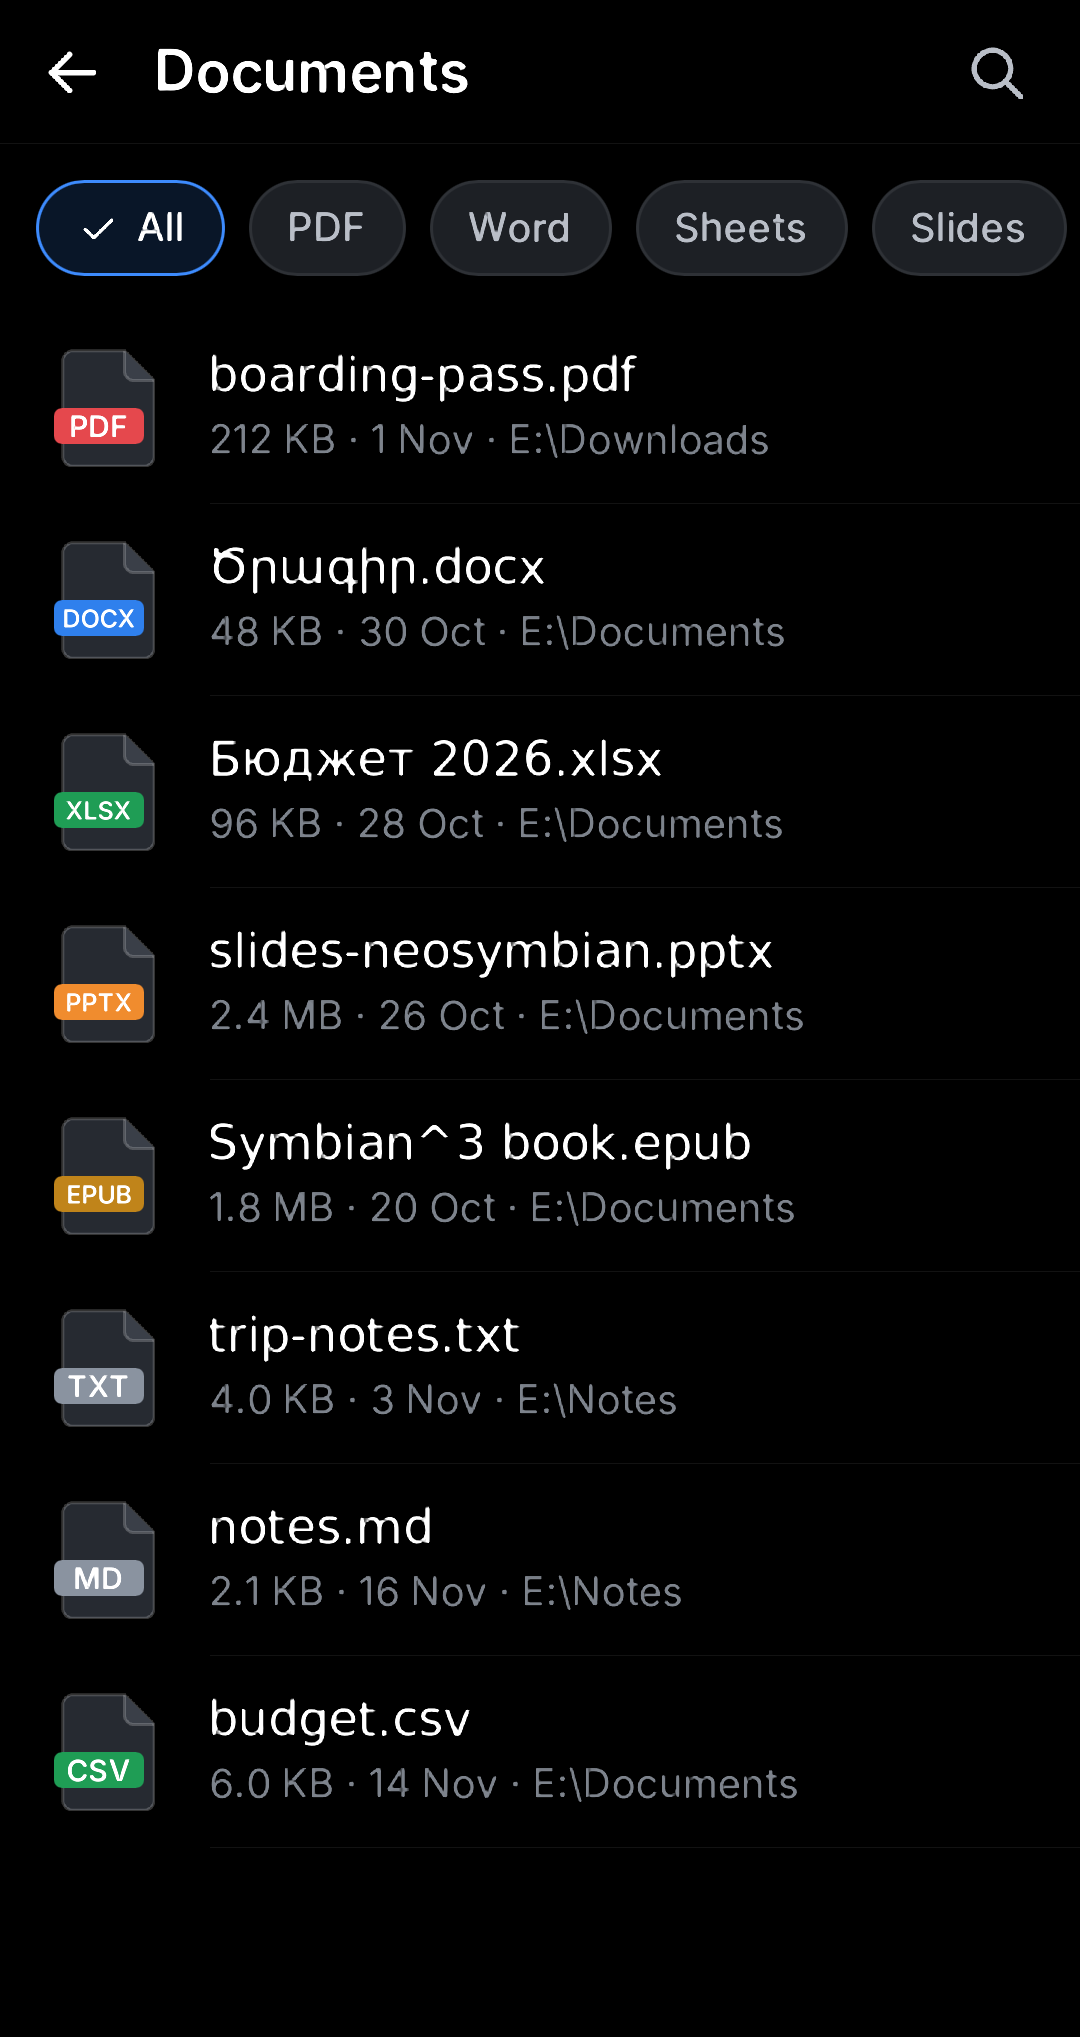 Documents
All PDF Word Sheets Slides
boarding-pass.pdf
PDF
212 KB · 1 Nov · E:\Downloads
Ծրագիր.docx
DOCX
48 KB · 30 Oct · E:\Documents
Бюджет 2026.xlsx
XLSX
96 KB · 28 Oct · E:\Documents
slides-neosymbian.pptx
PPTX
2.4 MB · 26 Oct · E:\Documents
Symbian^3 book.epub
EPUB
1.8 MB · 20 Oct · E:\Documents
trip-notes.txt
TXT
4.0 KB · 3 Nov · E:\Notes
notes.md
MD
2.1 KB · 16 Nov · E:\Notes
budget.csv
CSV
6.0 KB · 14 Nov · E:\Documents